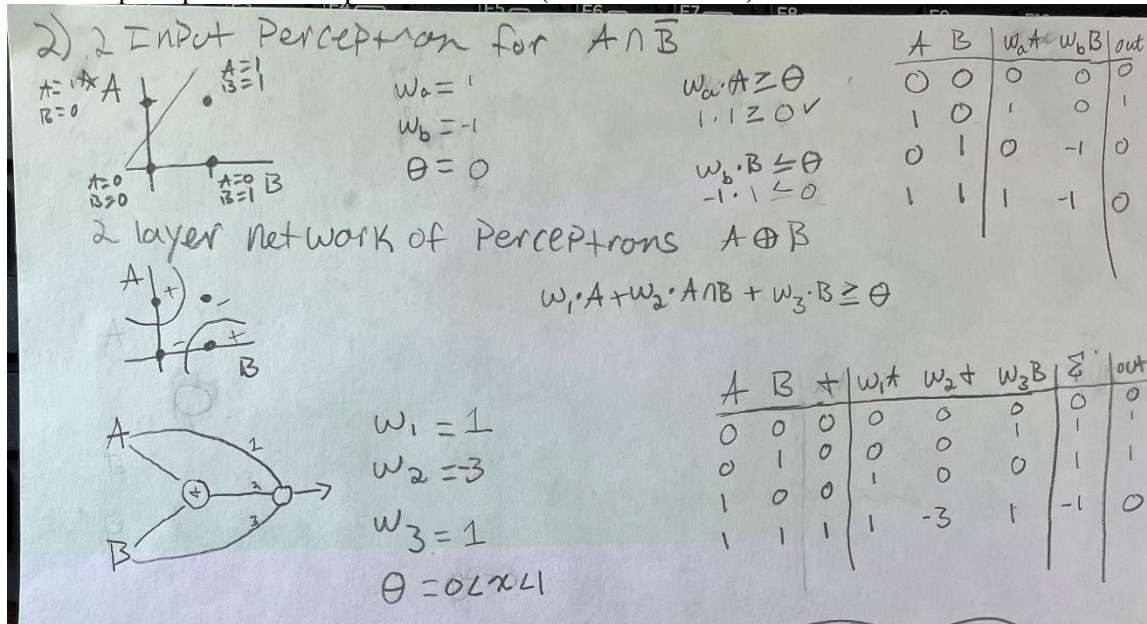 2) 2 Input Perceptron for A∩B̅
A=1 A
B=0
A=1
B=1
A=0
B=0
A=0 B
B=1
wa = 1
wb = -1
θ = 0
wa·A ≥ θ
1·1 ≥ 0 ✓
wb·B ≤ θ
-1·1 ≤ 0
A B waA wbB out
0 0 0 0 0
1 0 1 0 1
0 1 0 -1 0
1 1 1 -1 0
2 layer network of Perceptrons A⊕B
A + -
- +
B
w1·A + w2·A∩B + w3·B ≥ θ
A 1
+ 2
B 3
w1 = 1
w2 = -3
w3 = 1
θ = 0<x<1
A B + w1A w2+ w3B Σ out
0 0 0 0 0 0 0 0
0 1 0 0 0 1 1 1
1 0 0 1 0 0 1 1
1 1 1 1 -3 1 -1 0